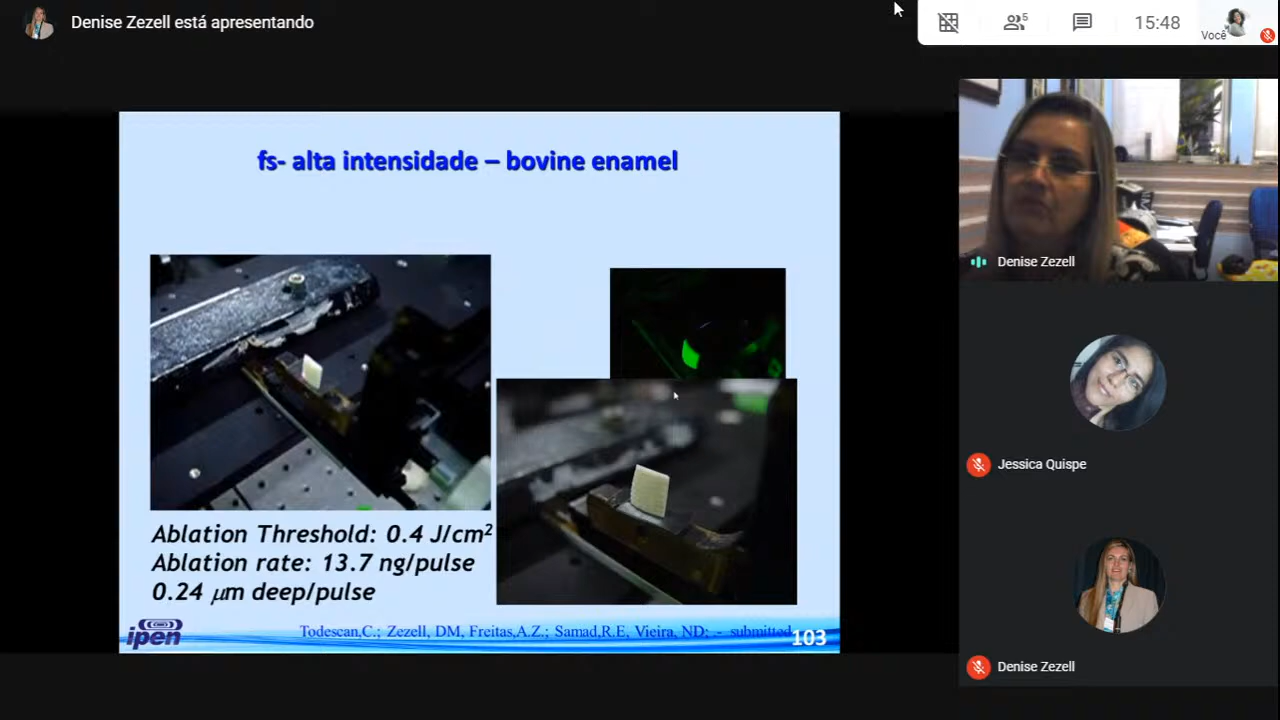 Denise Zezell está apresentando
5
15:48
Você
fs- alta intensidade – bovine enamel
Denise Zezell
Jessica Quispe
Ablation Threshold: 0.4 J/cm²
Ablation rate: 13.7 ng/pulse
0.24 μm deep/pulse
ipen
Todescan,C.; Zezell, DM, Freitas,A.Z.; Samad,R.E, Vieira, ND; .- submitted
103
Denise Zezell